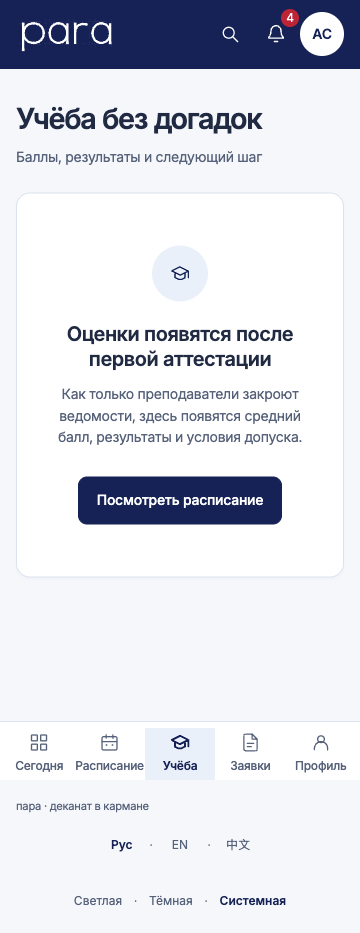 para
4
АС
Учёба без догадок
Баллы, результаты и следующий шаг
Оценки появятся после
первой аттестации
Как только преподаватели закроют
ведомости, здесь появятся средний
балл, результаты и условия допуска.
Посмотреть расписание
Сегодня Расписание Учёба Заявки Профиль
пара · деканат в кармане
Рус · EN · 中文
Светлая · Тёмная · Системная